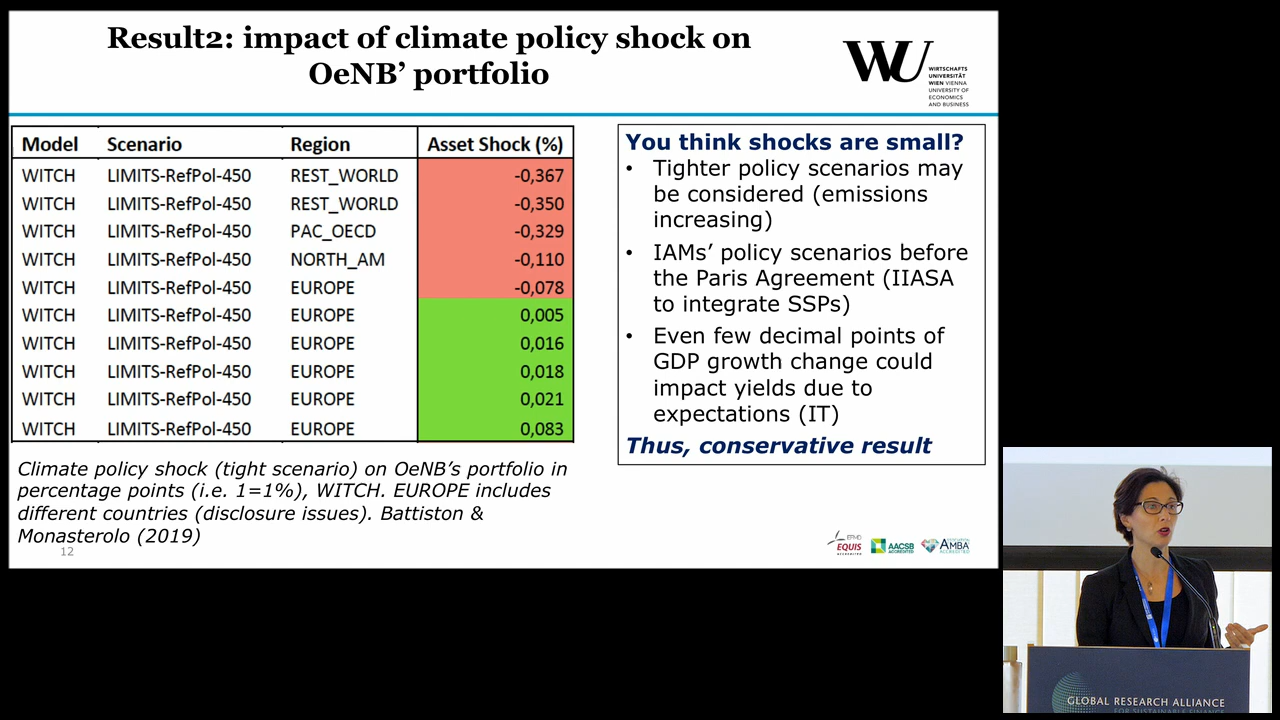 Result2: impact of climate policy shock on
OeNB’ portfolio
WU
WIRTSCHAFTS
UNIVERSITÄT
WIEN VIENNA
UNIVERSITY OF
ECONOMICS
AND BUSINESS
Model Scenario Region Asset Shock (%)
WITCH LIMITS-RefPol-450 REST_WORLD -0,367
WITCH LIMITS-RefPol-450 REST_WORLD -0,350
WITCH LIMITS-RefPol-450 PAC_OECD -0,329
WITCH LIMITS-RefPol-450 NORTH_AM -0,110
WITCH LIMITS-RefPol-450 EUROPE -0,078
WITCH LIMITS-RefPol-450 EUROPE 0,005
WITCH LIMITS-RefPol-450 EUROPE 0,016
WITCH LIMITS-RefPol-450 EUROPE 0,018
WITCH LIMITS-RefPol-450 EUROPE 0,021
WITCH LIMITS-RefPol-450 EUROPE 0,083
Climate policy shock (tight scenario) on OeNB’s portfolio in
percentage points (i.e. 1=1%), WITCH. EUROPE includes
different countries (disclosure issues). Battiston &
Monasterolo (2019)
12
You think shocks are small?
• Tighter policy scenarios may
be considered (emissions
increasing)
• IAMs’ policy scenarios before
the Paris Agreement (IIASA
to integrate SSPs)
• Even few decimal points of
GDP growth change could
impact yields due to
expectations (IT)
Thus, conservative result
EFMD
EQUIS
ACCREDITED
AACSB
ACCREDITED
AMBA
ACCREDITED
GLOBAL RESEARCH ALLIANCE
FOR SUSTAINABLE FINANCE